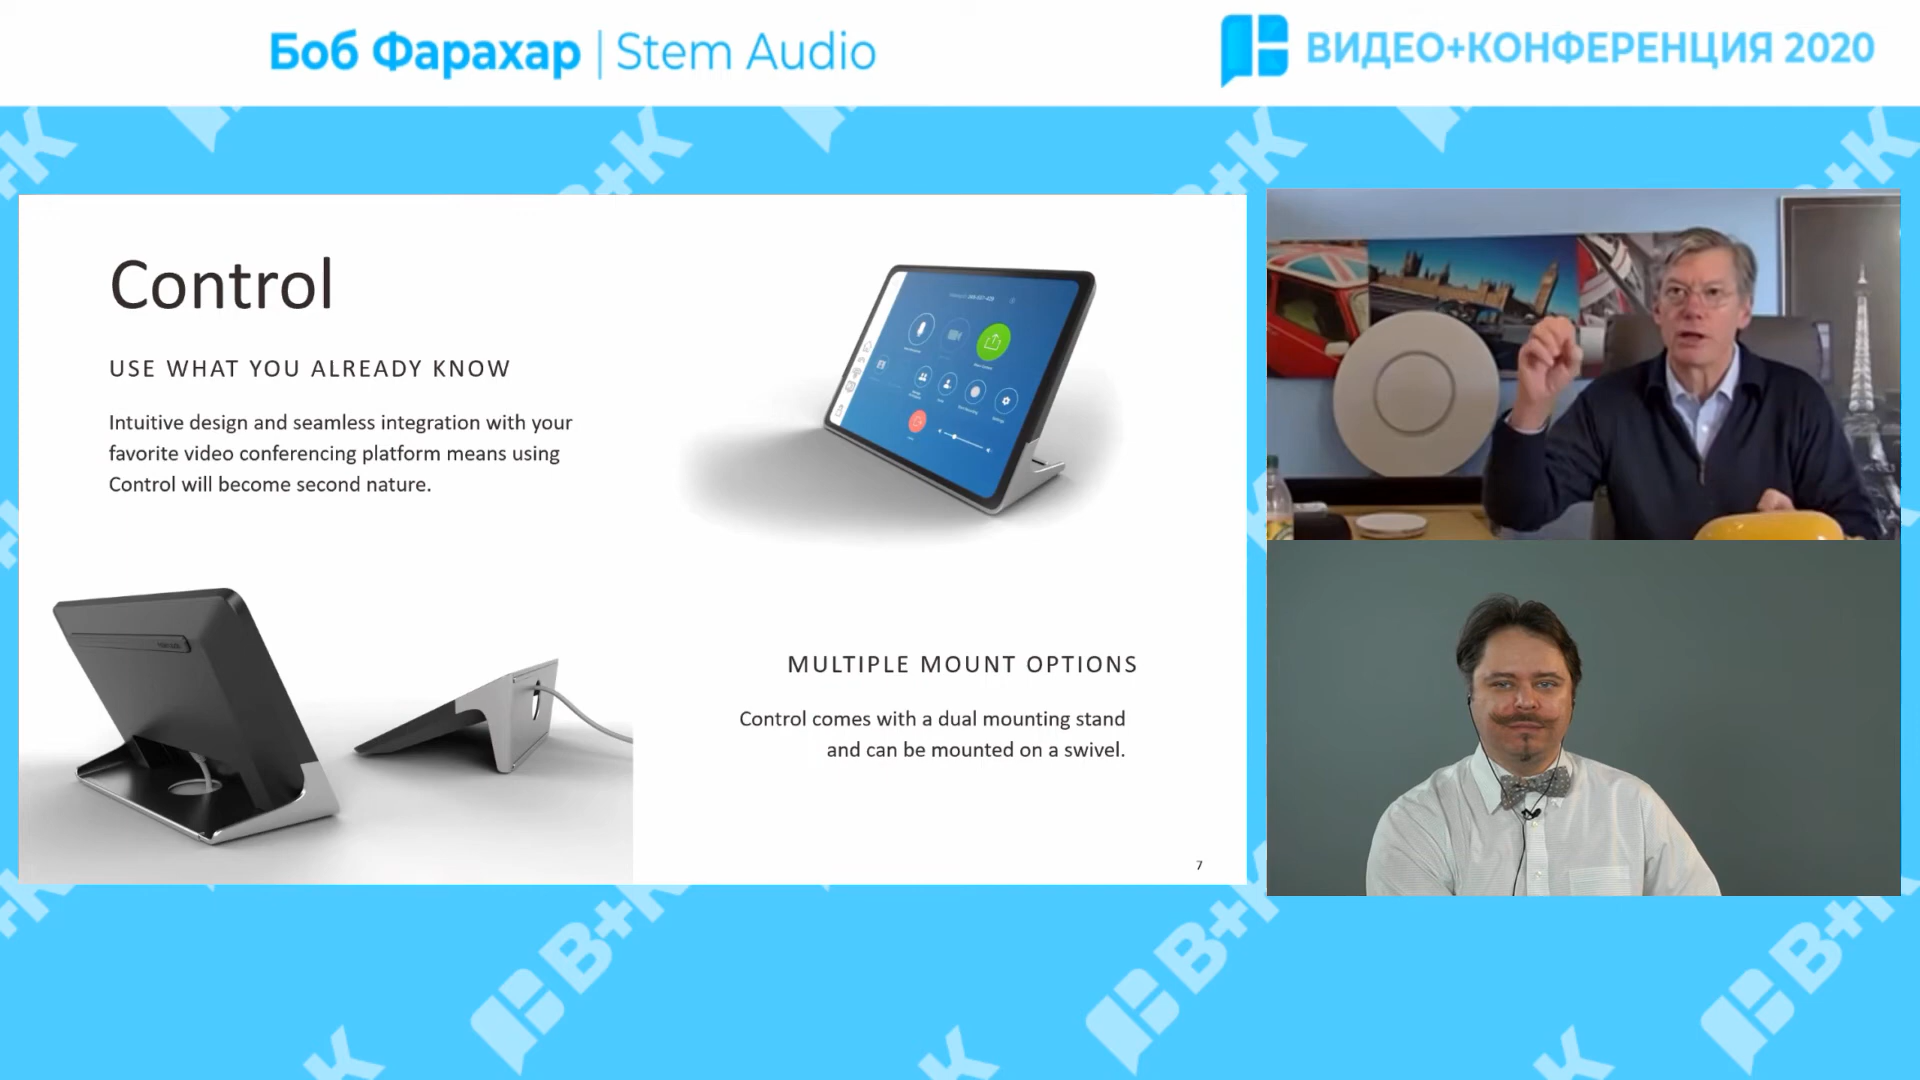 Боб Фарахар | Stem Audio
ВИДЕО+КОНФЕРЕНЦИЯ 2020
Control
USE WHAT YOU ALREADY KNOW
Intuitive design and seamless integration with your
favorite video conferencing platform means using
Control will become second nature.
MULTIPLE MOUNT OPTIONS
Control comes with a dual mounting stand
and can be mounted on a swivel.
7
В+К
В+К
В+К